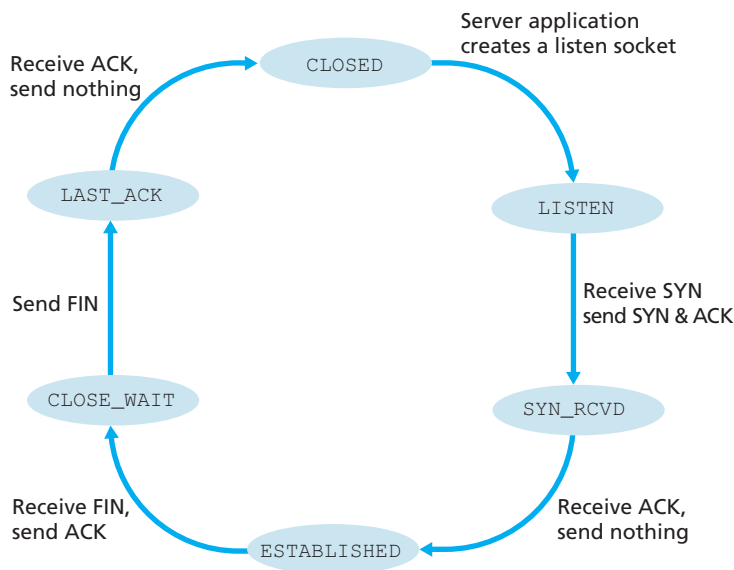 Server application
creates a listen socket
CLOSED
Receive ACK,
send nothing
LAST_ACK
LISTEN
Receive SYN
send SYN & ACK
Send FIN
CLOSE_WAIT
SYN_RCVD
Receive FIN,
send ACK
Receive ACK,
send nothing
ESTABLISHED